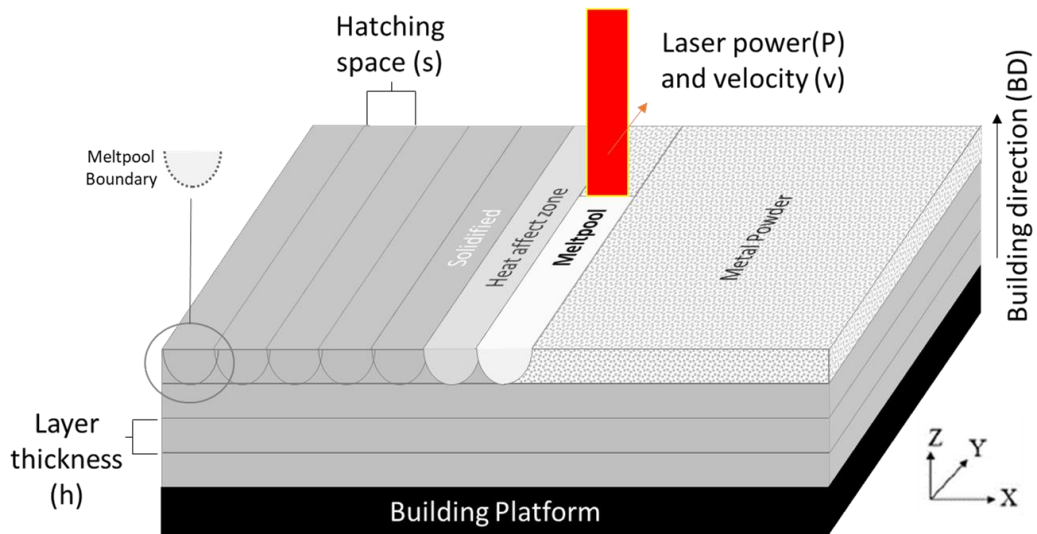 Hatching
space (s)
Laser power(P)
and velocity (v)
Building direction (BD)
Meltpool
Boundary
Solidified
Heat affect zone
Meltpool
Metal Powder
Layer
thickness
(h)
Building Platform
Z
Y
X